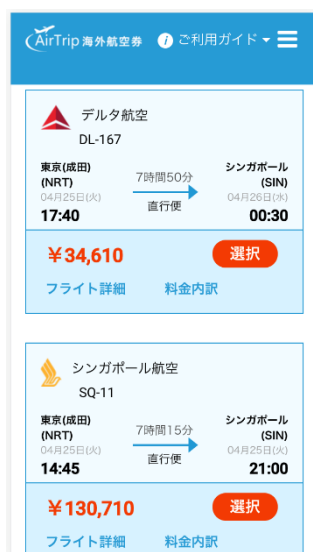 AirTrip 海外航空券 i ご利用ガイド
デルタ航空
DL-167
東京(成田)
(NRT)
04月25日(火)
17:40
7時間50分
直行便
シンガポール
(SIN)
04月26日(水)
00:30
￥34,610
選択
フライト詳細 料金内訳
シンガポール航空
SQ-11
東京(成田)
(NRT)
04月25日(火)
14:45
7時間15分
直行便
シンガポール
(SIN)
04月25日(火)
21:00
￥130,710
選択
フライト詳細 料金内訳